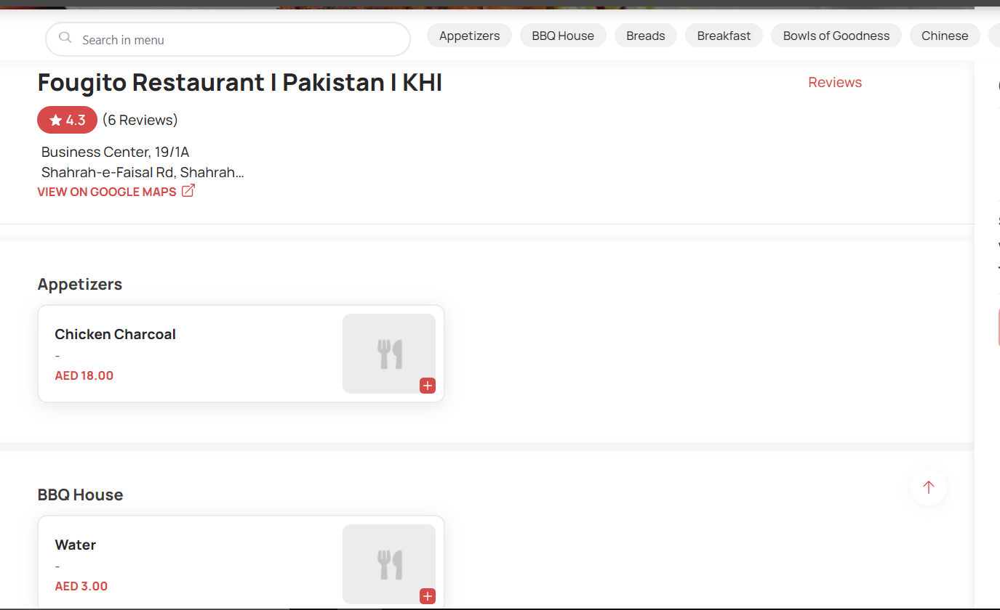 Search in menu
Appetizers
BBQ House
Breads
Breakfast
Bowls of Goodness
Chinese
Fougito Restaurant | Pakistan | KHI
Reviews
4.3 (6 Reviews)
Business Center, 19/1A
Shahrah-e-Faisal Rd, Shahrah...
VIEW ON GOOGLE MAPS
Appetizers
Chicken Charcoal
-
AED 18.00
BBQ House
Water
-
AED 3.00